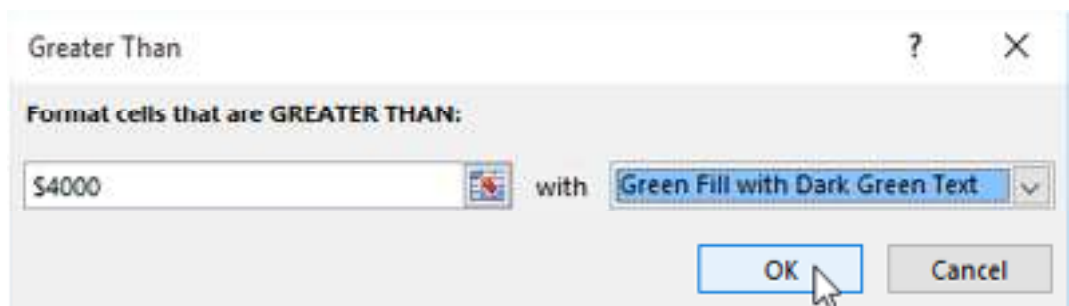 Greater Than ? X
Format cells that are GREATER THAN:
$4000 with Green Fill with Dark Green Text
OK Cancel